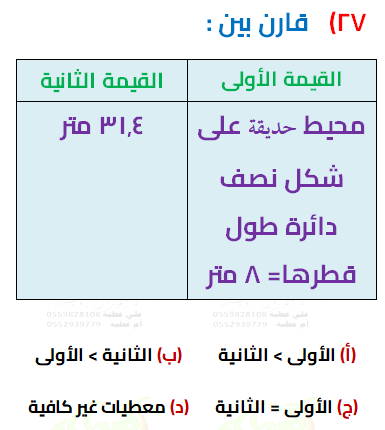 ٢٧) قارن بين :
القيمة الأولى
القيمة الثانية
محيط حديقة على
شكل نصف
دائرة طول
قطرها= ٨ متر
٣١,٤ متر
(أ) الأولى > الثانية
(ب) الثانية > الأولى
(ج) الأولى = الثانية
(د) معطيات غير كافية